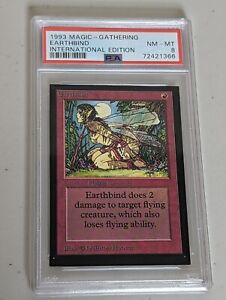 1993 MAGIC - GATHERING
EARTHBIND
INTERNATIONAL EDITION
NM - MT
8
72421366
PSA
Earthbind
Earthbind does 2
damage to target flying
creature, which also
loses flying ability.